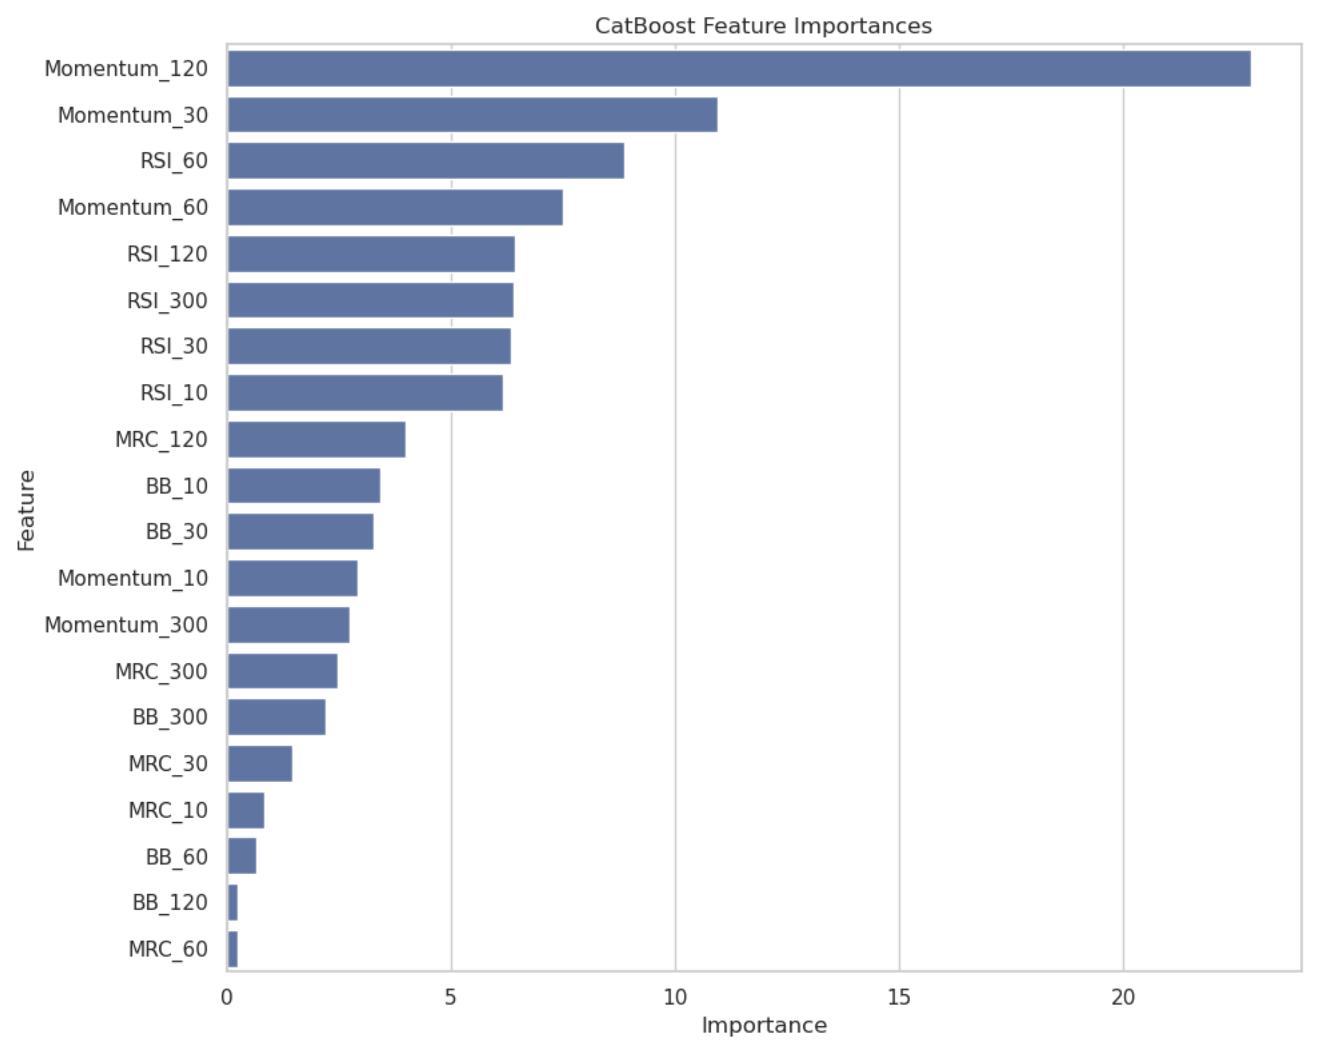 CatBoost Feature Importances
Momentum_120
Momentum_30
RSI_60
Momentum_60
RSI_120
RSI_300
RSI_30
RSI_10
MRC_120
BB_10
BB_30
Momentum_10
Momentum_300
MRC_300
BB_300
MRC_30
MRC_10
BB_60
BB_120
MRC_60
Feature
0 5 10 15 20
Importance